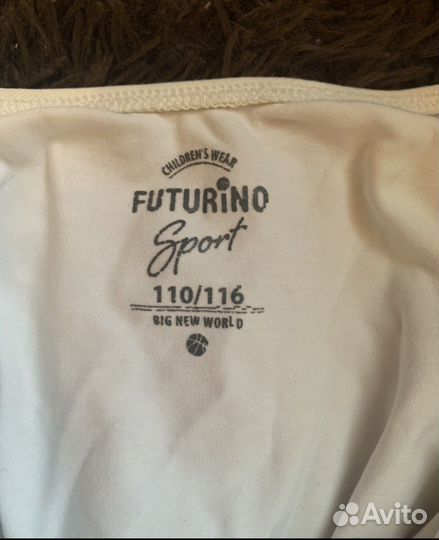 CHILDREN'S WEAR
FUTURINO
Sport
110/116
BIG NEW WORLD
Avito